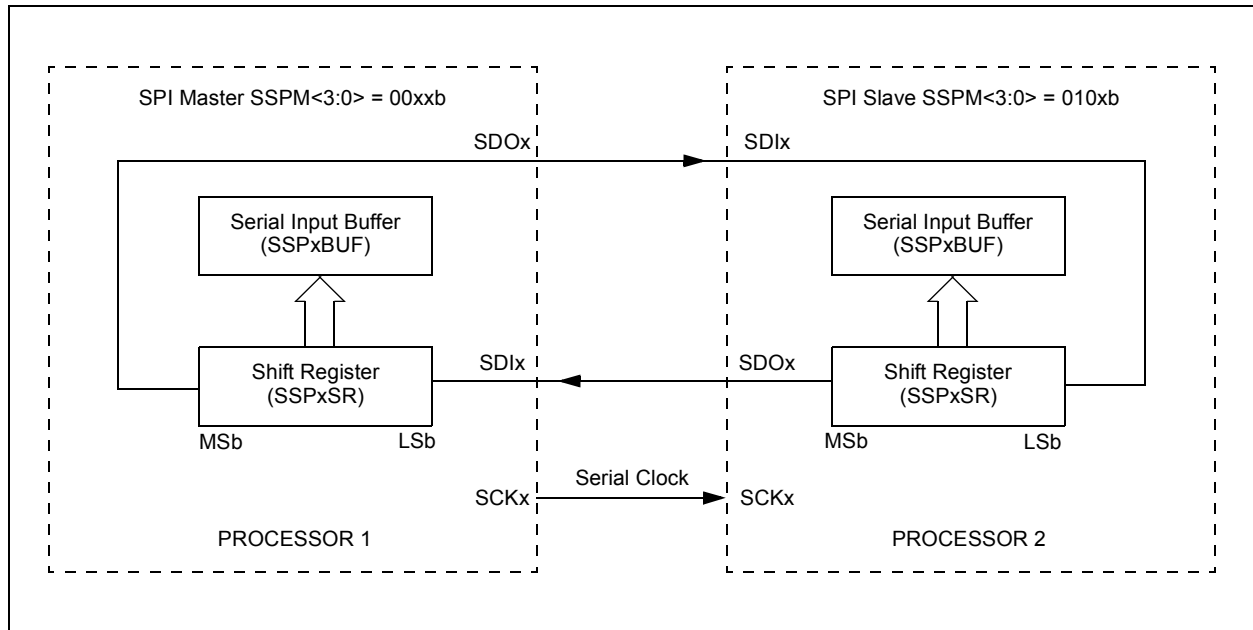 SPI Master SSPM<3:0> = 00xxb
SPI Slave SSPM<3:0> = 010xb
SDOx
SDIx
Serial Input Buffer
(SSPxBUF)
Serial Input Buffer
(SSPxBUF)
SDIx
SDOx
Shift Register
(SSPxSR)
Shift Register
(SSPxSR)
MSb
LSb
MSb
LSb
Serial Clock
SCKx
SCKx
PROCESSOR 1
PROCESSOR 2